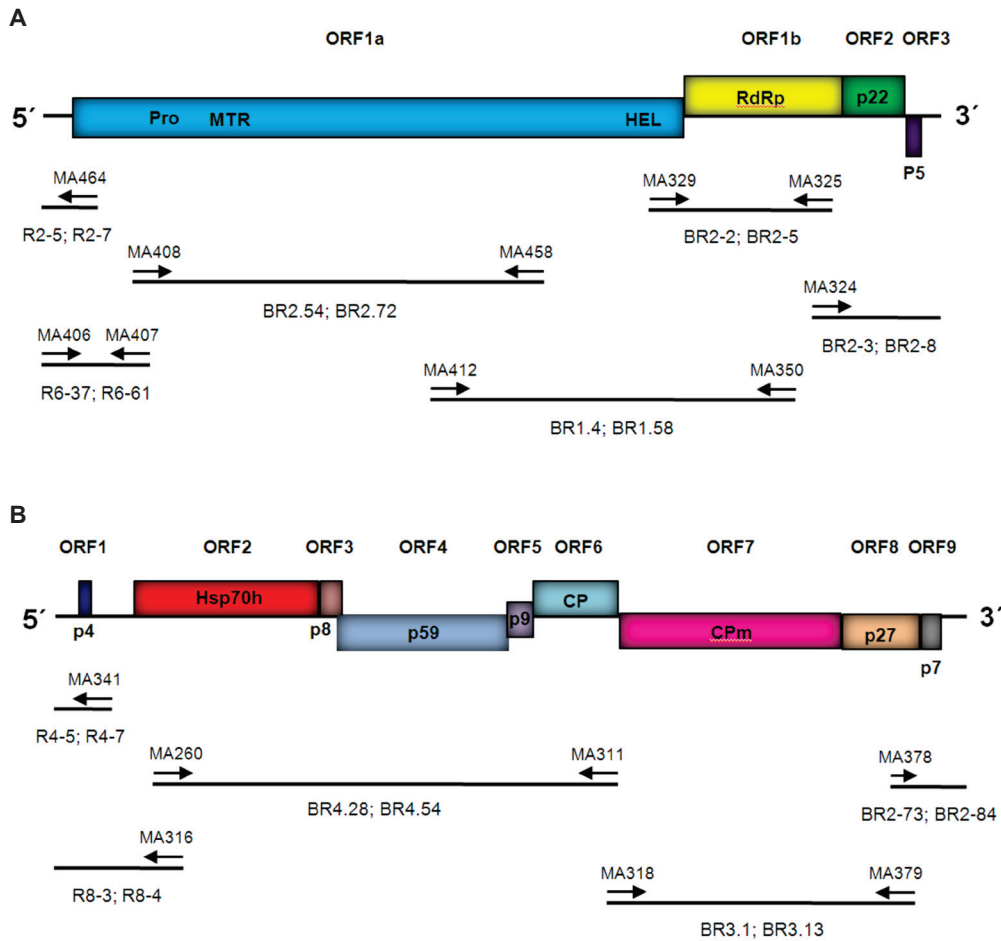 A
ORF1a ORF1b ORF2 ORF3
5´ Pro MTR HEL RdRp p22 3´
P5
MA464 MA329 MA325
R2-5; R2-7 BR2-2; BR2-5
MA408 MA458
BR2.54; BR2.72
MA324
BR2-3; BR2-8
MA406 MA407
R6-37; R6-61
MA412 MA350
BR1.4; BR1.58
B
ORF1 ORF2 ORF3 ORF4 ORF5 ORF6 ORF7 ORF8 ORF9
5´ Hsp70h CP 3´
p4 p8 p59 p9 CPm p27 p7
MA341
R4-5; R4-7
MA260 MA311 MA378
BR4.28; BR4.54 BR2-73; BR2-84
MA316
R8-3; R8-4
MA318 MA379
BR3.1; BR3.13